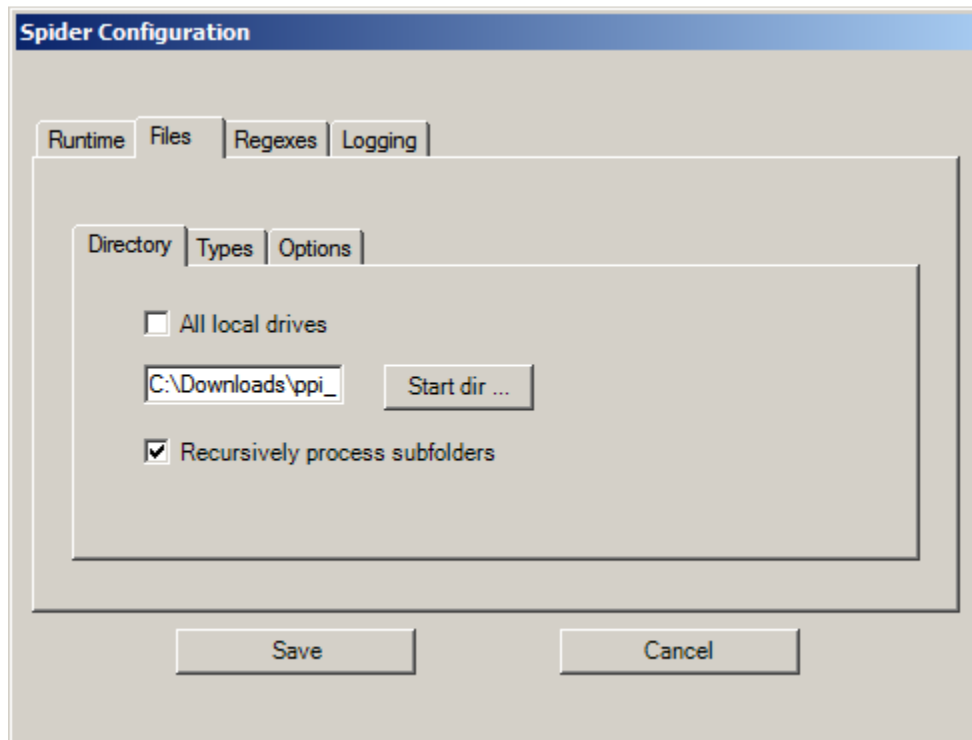 Spider Configuration
Runtime Files Regexes Logging
Directory Types Options
All local drives
C:\Downloads\ppi_ Start dir ...
Recursively process subfolders
Save Cancel